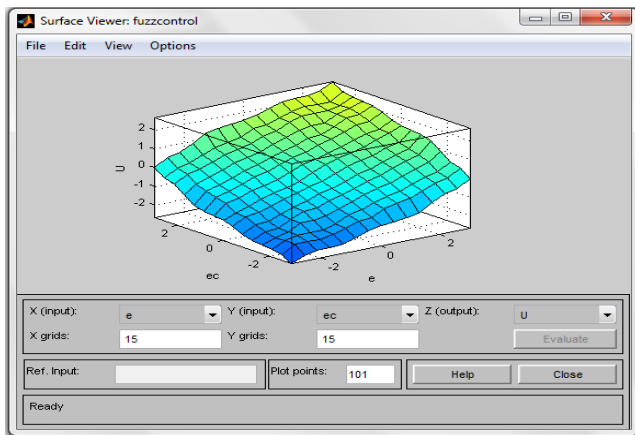 Surface Viewer: fuzzcontrol
File Edit View Options
2
1
0
-1
-2
U
2
0
-2
ec
-2
0
2
e
X (input): e Y (input): ec Z (output): U
X grids: 15 Y grids: 15 Evaluate
Ref. Input: Plot points: 101 Help Close
Ready